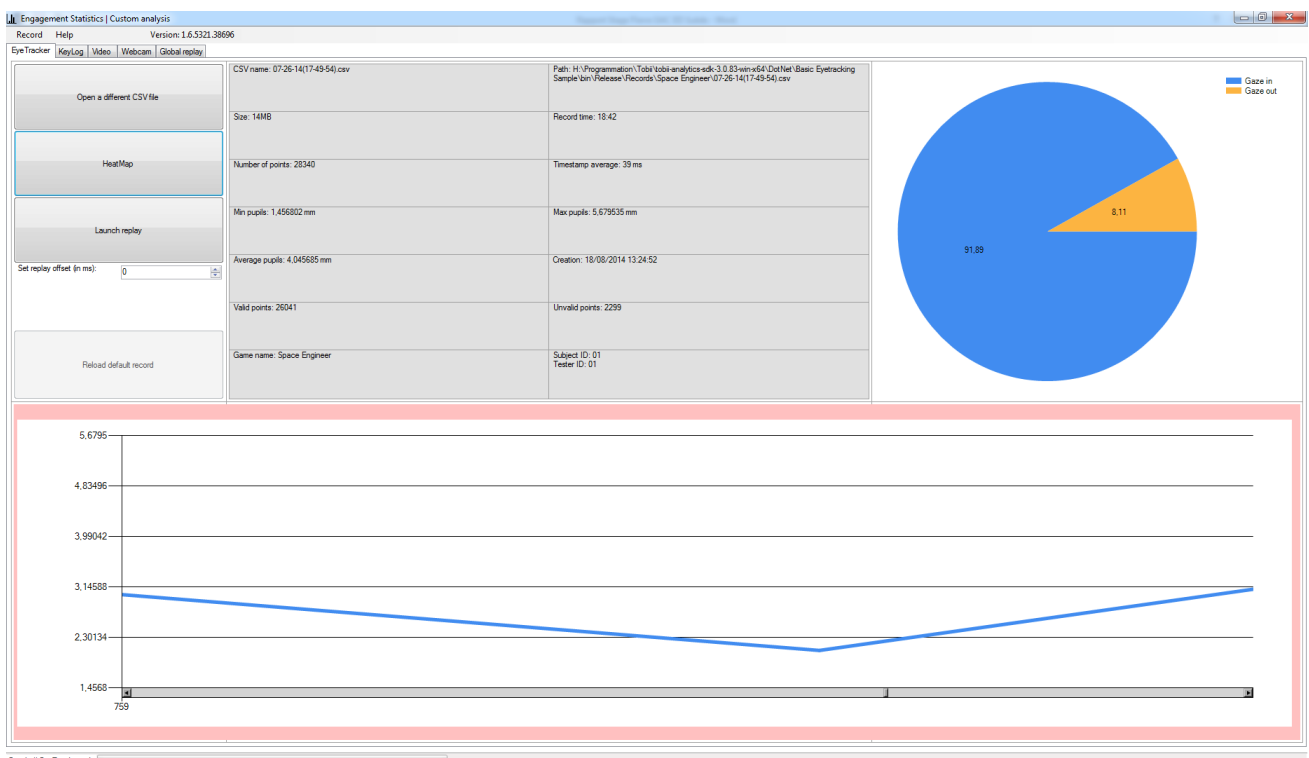 Engagement Statistics | Custom analysis
Record Help Version: 1.6.5321.38696
EyeTracker KeyLog Video Webcam Global replay
Open a different CSV file
HeatMap
Launch replay
Set replay offset (in ms): 0
Reload default record
CSV name: 07-26-14(17-49-54).csv
Path: H:\Programmation\Tobii\tobii-analytics-sdk-3.0.83-win-x64\DotNet\Basic Eyetracking
Sample\bin\Release\Records\Space Engineer\07-26-14(17-49-54).csv
Size: 14MB
Record time: 18:42
Number of points: 28340
Timestamp average: 39 ms
Min pupils: 1,456802 mm
Max pupils: 5,679535 mm
Average pupils: 4,045685 mm
Creation: 18/08/2014 13:24:52
Valid points: 26041
Unvalid points: 2299
Game name: Space Engineer
Subject ID: 01
Tester ID: 01
Gaze in
Gaze out
8,11
91,89
5,6795
4,83496
3,99042
3,14588
2,30134
1,4568
759